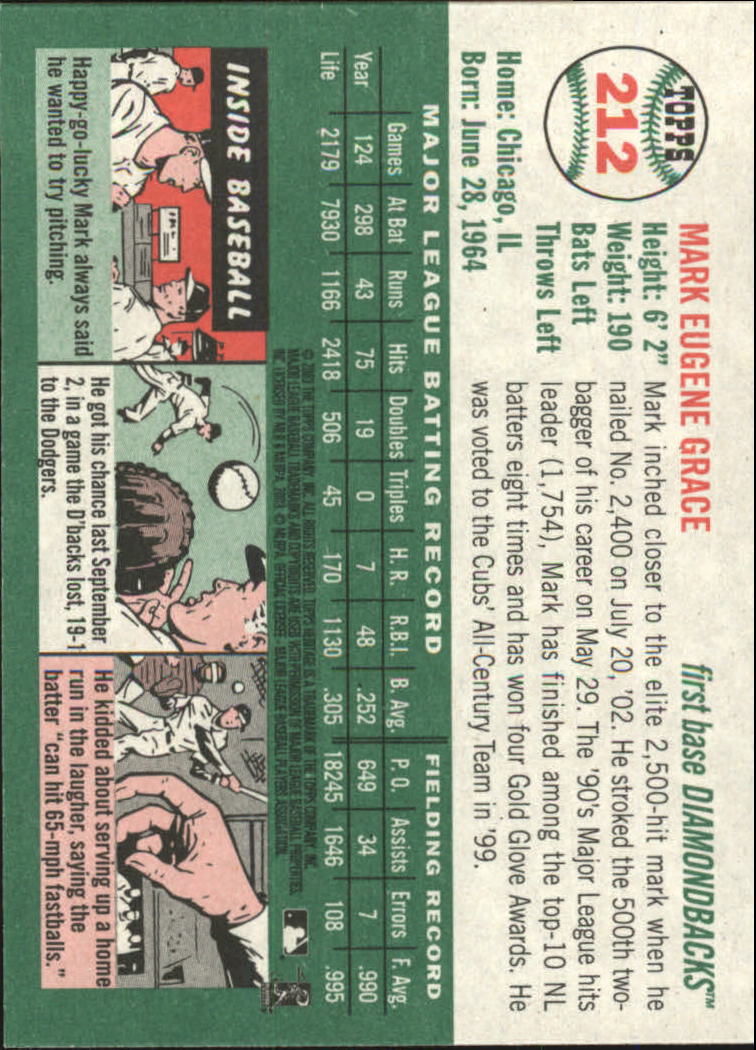 TOPPS
212
MARK EUGENE GRACE
first base DIAMONDBACKS™
Height: 6' 2"
Weight: 190
Bats Left
Throws Left
Home: Chicago, IL
Born: June 28, 1964
Mark inched closer to the elite 2,500-hit mark when he
nailed No. 2,400 on July 20, '02. He stroked the 500th two-
bagger of his career on May 29. The '90's Major League hits
leader (1,754), Mark has finished among the top-10 NL
batters eight times and has won four Gold Glove Awards. He
was voted to the Cubs' All-Century Team in '99.
MAJOR LEAGUE BATTING RECORD FIELDING RECORD
Year Games At Bat Runs Hits Doubles Triples H. R. R.B.I. B. Avg. P. O. Assists Errors F. Avg.
124 298 43 75 19 0 7 48 .252 649 34 7 .990
Life 2179 7930 1166 2418 506 45 170 1130 .305 18245 1646 108 .995
INSIDE BASEBALL
Happy-go-lucky Mark always said
he wanted to try pitching.
He got his chance last September
2, in a game the D'backs lost, 19-1
to the Dodgers.
He kidded about serving up a home
run in the laugher, saying the
batter "can hit 65-mph fastballs."